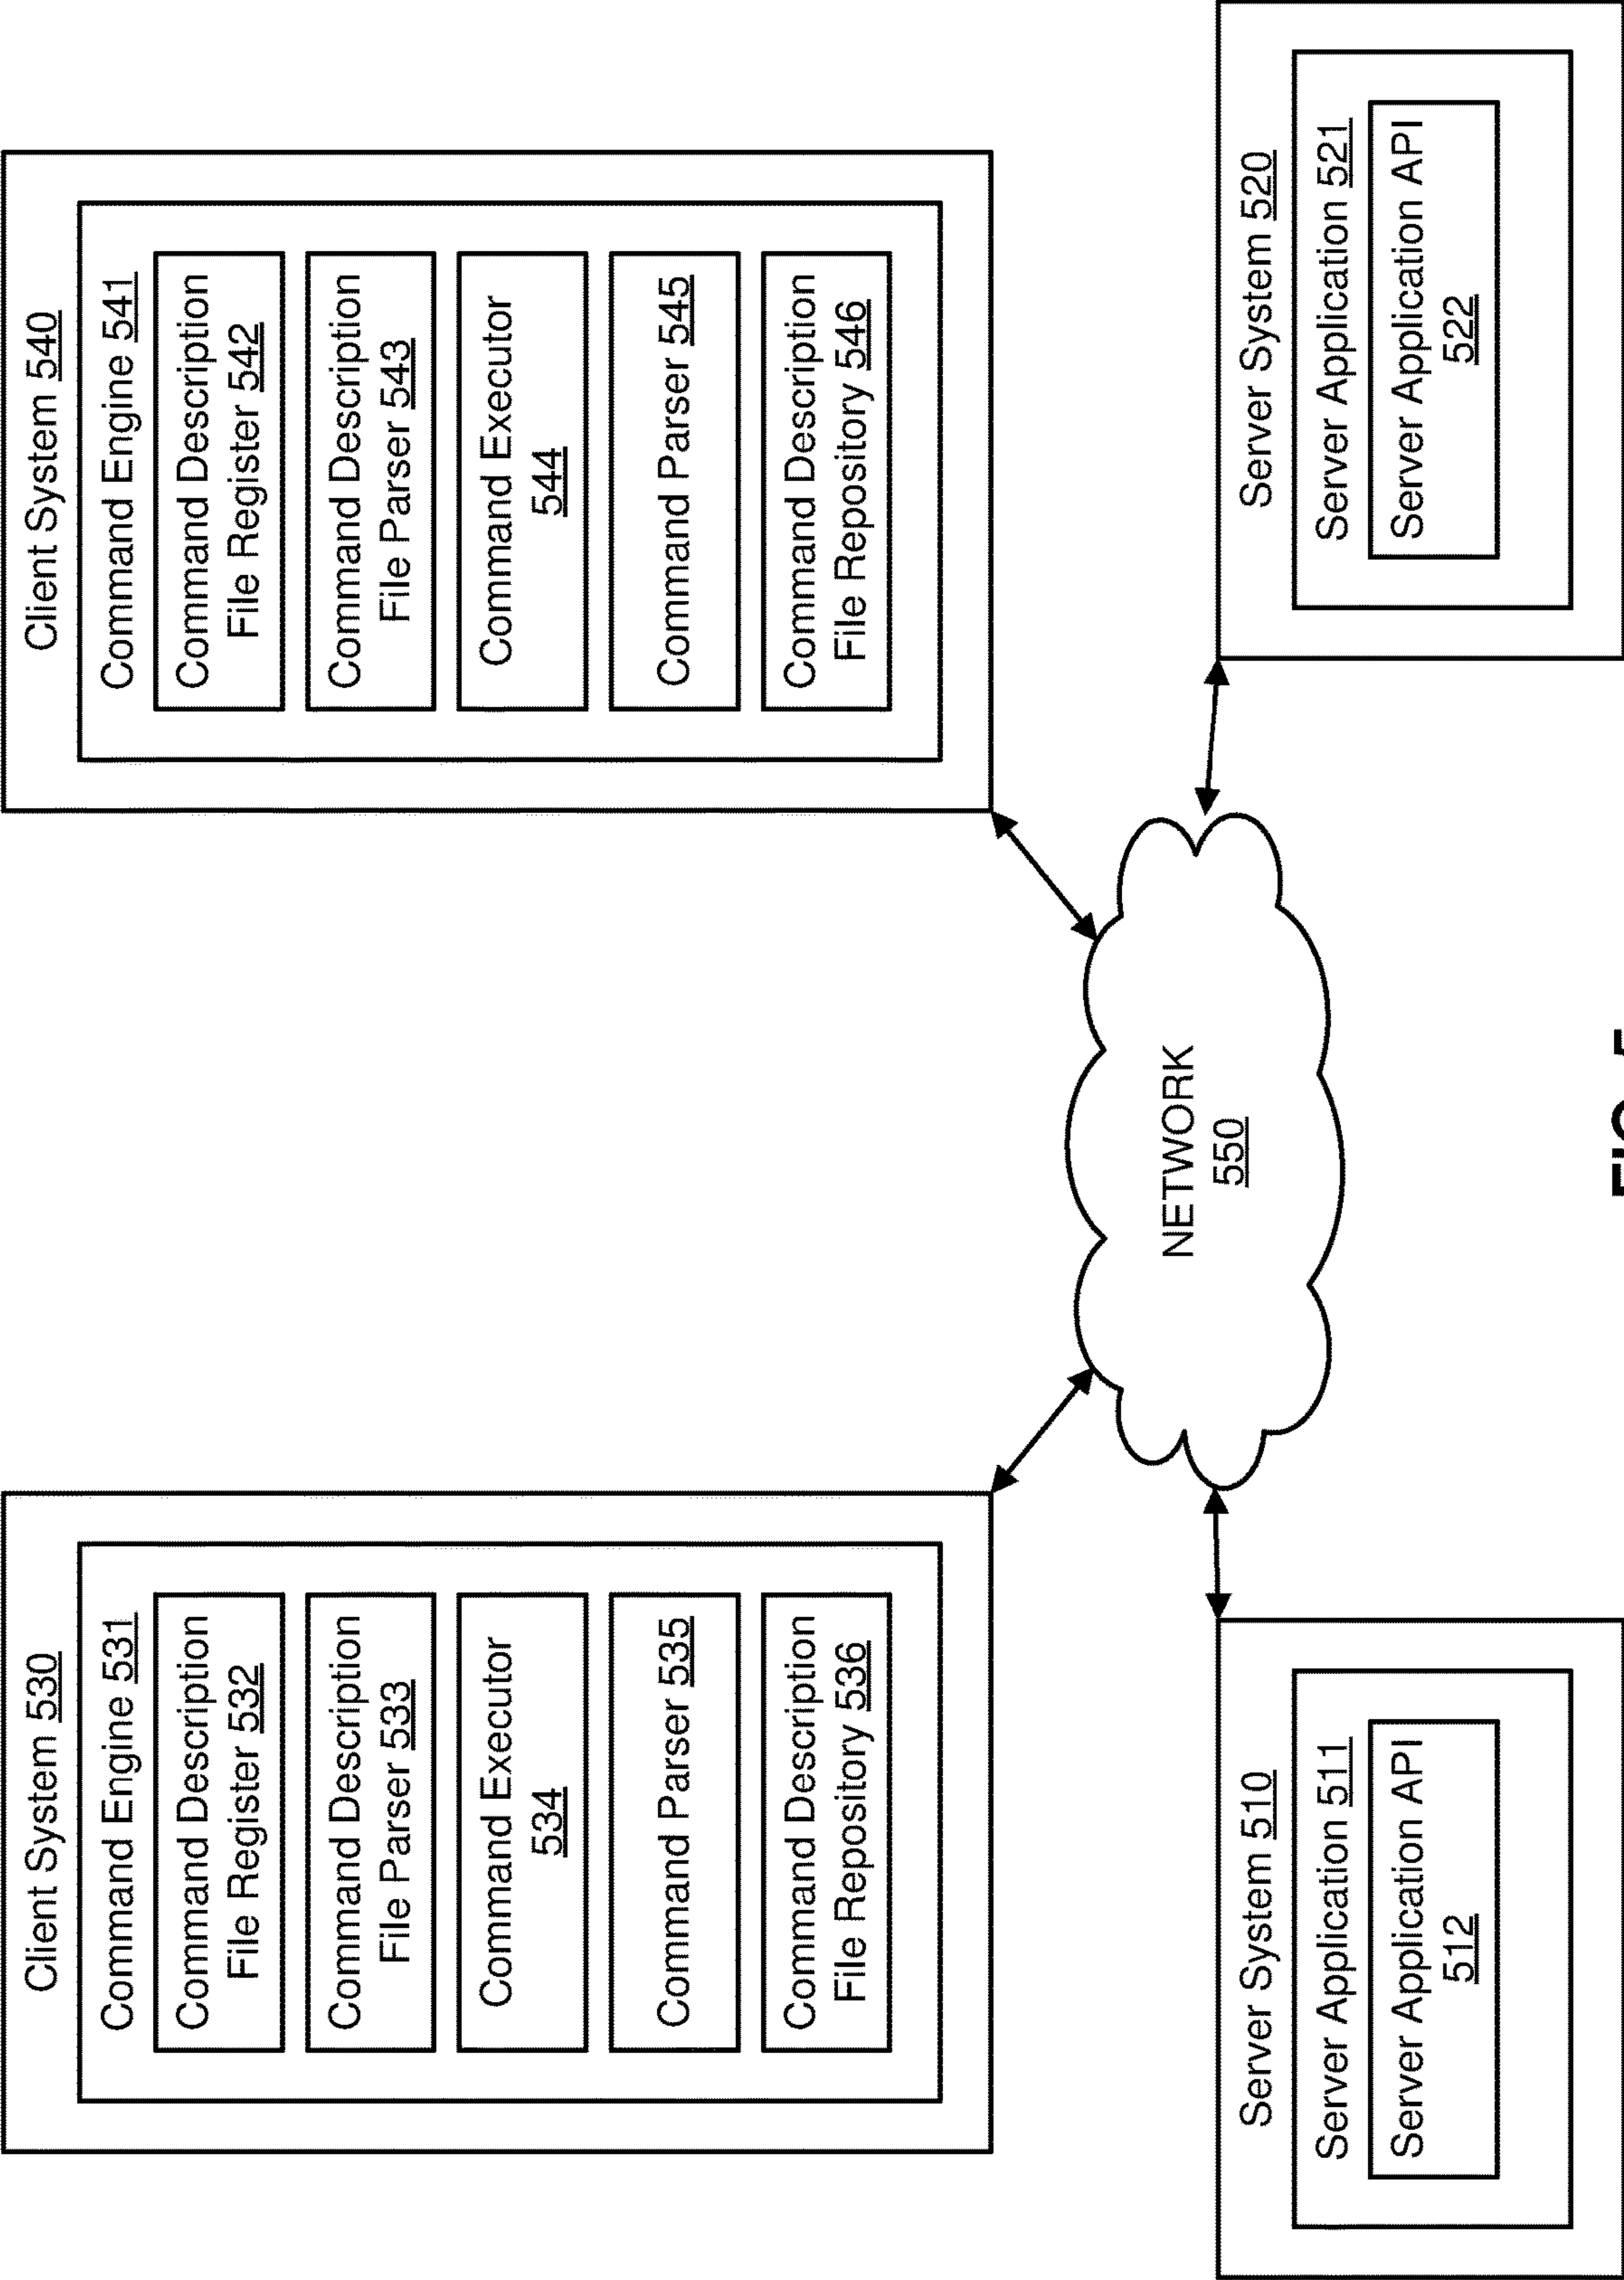 Client System 530
Command Engine 531
Command Description
File Register 532
Command Description
File Parser 533
Command Executor
534
Command Parser 535
Command Description
File Repository 536
Client System 540
Command Engine 541
Command Description
File Register 542
Command Description
File Parser 543
Command Executor
544
Command Parser 545
Command Description
File Repository 546
NETWORK
550
Server System 510
Server Application 511
Server Application API
512
Server System 520
Server Application 521
Server Application API
522